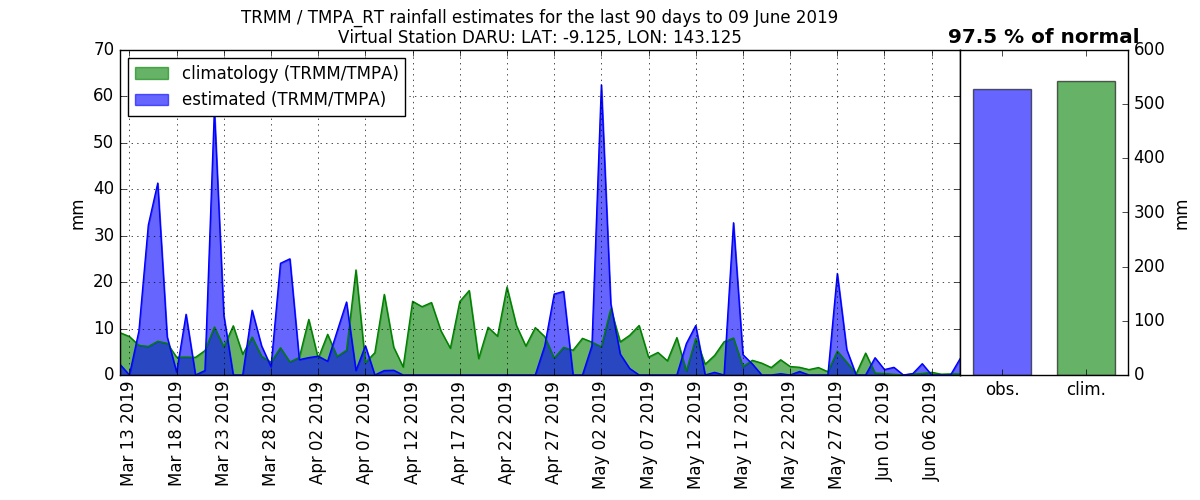 TRMM / TMPA_RT rainfall estimates for the last 90 days to 09 June 2019
Virtual Station DARU: LAT: -9.125, LON: 143.125
97.5 % of normal
climatology (TRMM/TMPA)
estimated (TRMM/TMPA)
mm
70
60
50
40
30
20
10
0
Mar 13 2019
Mar 18 2019
Mar 23 2019
Mar 28 2019
Apr 02 2019
Apr 07 2019
Apr 12 2019
Apr 17 2019
Apr 22 2019
Apr 27 2019
May 02 2019
May 07 2019
May 12 2019
May 17 2019
May 22 2019
May 27 2019
Jun 01 2019
Jun 06 2019
obs.
clim.
600
500
400
300
200
100
0
mm